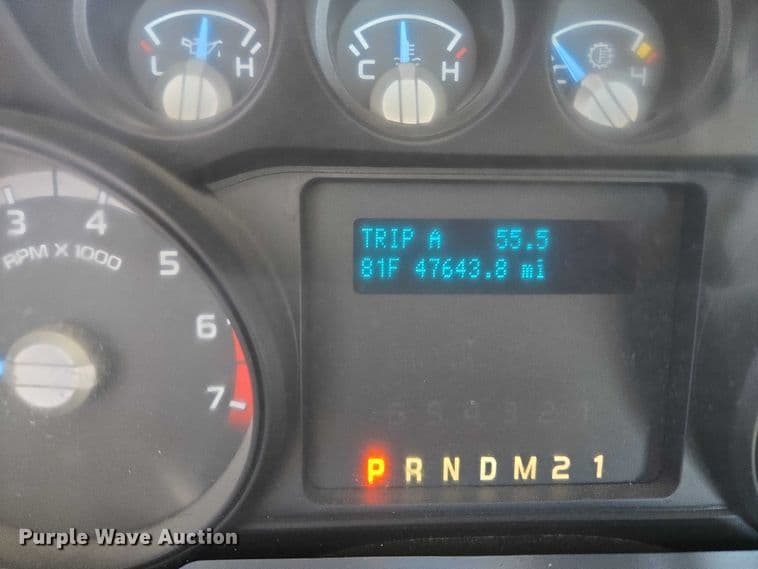 L H
C H
H
3 4 5 6 7
RPM X 1000
TRIP A 55.5
81F 47643.8 mi
P R N D M 2 1
Purple Wave Auction